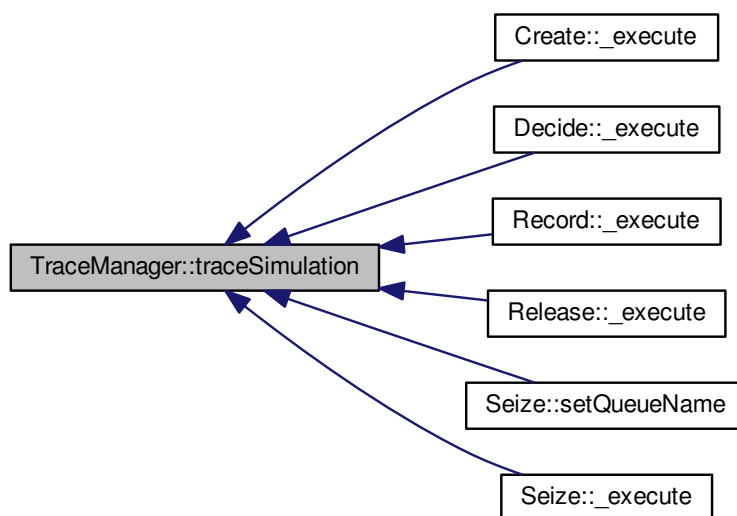 Create::_execute
Decide::_execute
Record::_execute
TraceManager::traceSimulation
Release::_execute
Seize::setQueueName
Seize::_execute